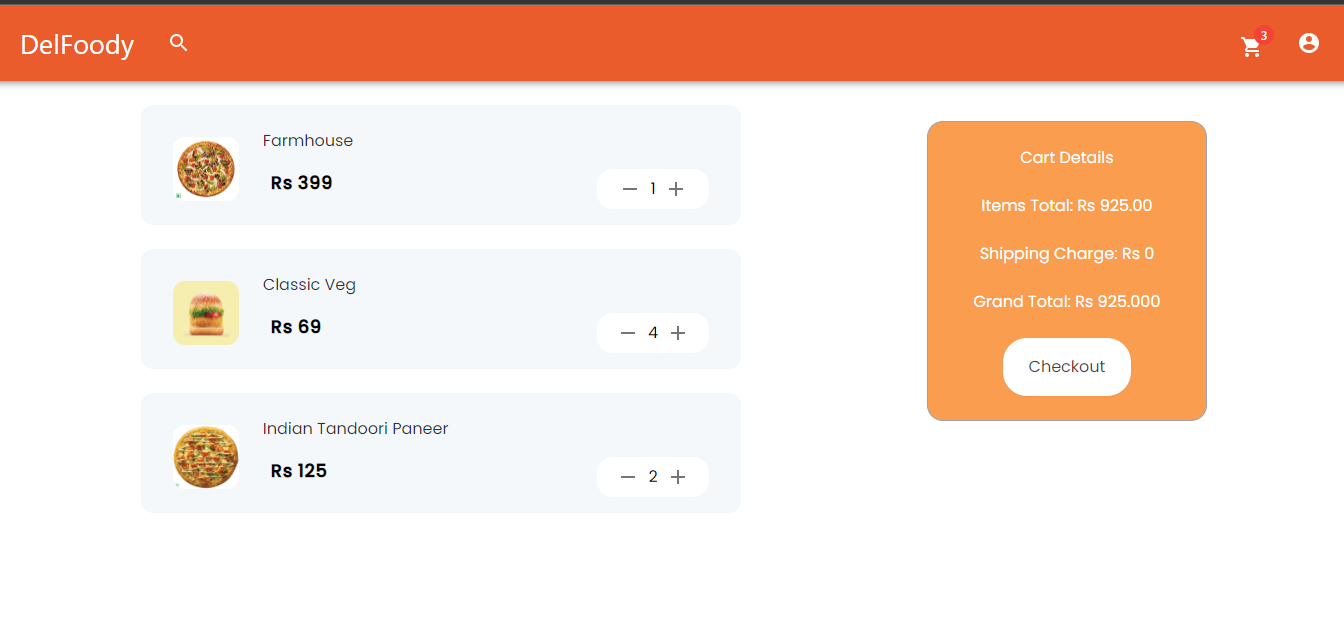 DelFoody
3
Farmhouse
Rs 399
1
Classic Veg
Rs 69
4
Indian Tandoori Paneer
Rs 125
2
Cart Details
Items Total: Rs 925.00
Shipping Charge: Rs 0
Grand Total: Rs 925.000
Checkout